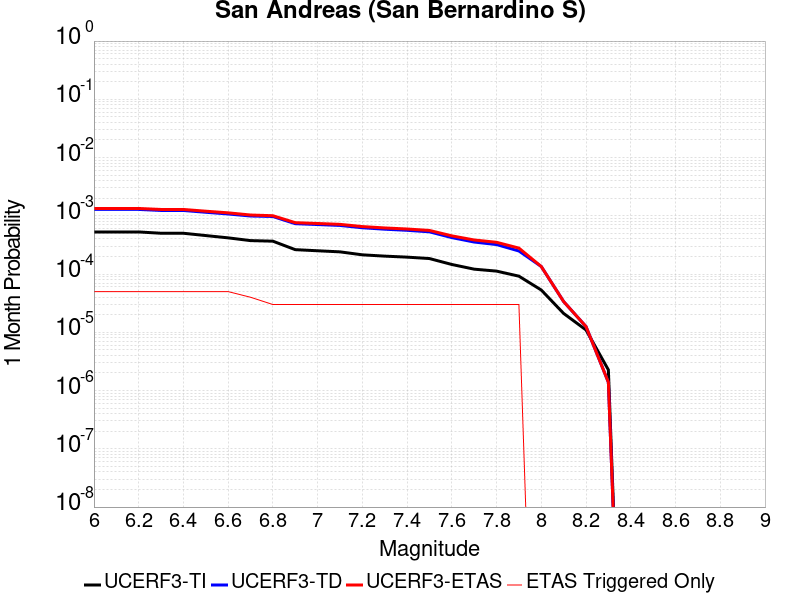 San Andreas (San Bernardino S)
10^0
10^-1
10^-2
10^-3
10^-4
10^-5
10^-6
10^-7
10^-8
1 Month Probability
6 6.2 6.4 6.6 6.8 7 7.2 7.4 7.6 7.8 8 8.2 8.4 8.6 8.8 9
Magnitude
UCERF3-TI UCERF3-TD UCERF3-ETAS ETAS Triggered Only